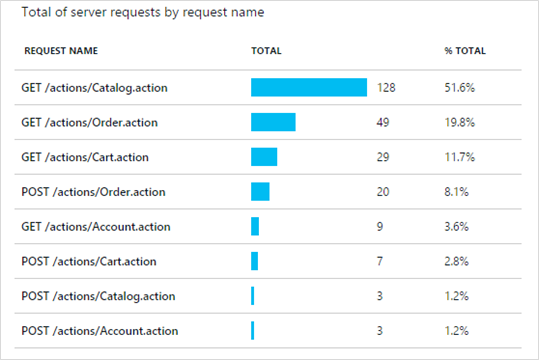 Total of server requests by request name
REQUEST NAME TOTAL % TOTAL
GET /actions/Catalog.action 128 51.6%
GET /actions/Order.action 49 19.8%
GET /actions/Cart.action 29 11.7%
POST /actions/Order.action 20 8.1%
GET /actions/Account.action 9 3.6%
POST /actions/Cart.action 7 2.8%
POST /actions/Catalog.action 3 1.2%
POST /actions/Account.action 3 1.2%